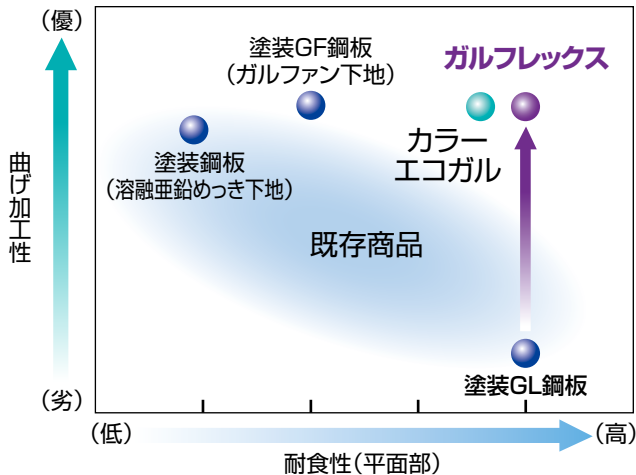 (優)
塗装GF鋼板
(ガルファン下地)
ガルフレックス
カラー
エコガル
塗装鋼板
(溶融亜鉛めっき下地)
曲げ加工性
既存商品
塗装GL鋼板
(劣)
(低)
(高)
耐食性(平面部)